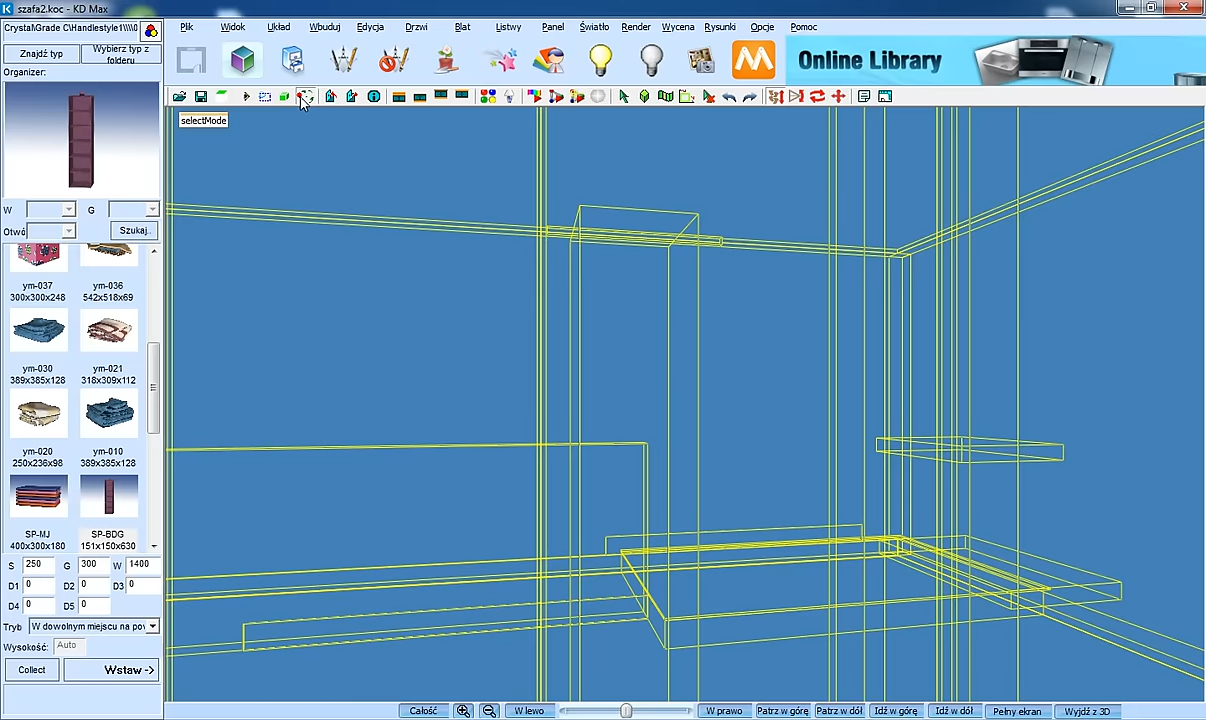 szafa2.koc - KD Max
Crystal\Grade C\Handlestyle1\\\\0
Znajdź typ
Wybierz typ z folderu
Organizer:
W
G
Otwó
Szukaj..
ym-037
300x300x248
ym-036
542x518x69
ym-030
389x385x128
ym-021
318x309x112
ym-020
250x236x98
ym-010
389x385x128
SP-MJ
400x300x180
SP-BDG
151x150x630
S 250 G 300 W 1400
D1 0 D2 0 D3 0
D4 0 D5 0
Tryb W dowolnym miejscu na pov
Wysokość: Auto
Collect
Wstaw ->
Plik Widok Układ Wbuduj Edycja Drzwi Blat Listwy Panel Światło Render Wycena Rysunki Opcje Pomoc
Online Library
selectMode
Całość W lewo W prawo Patrz w górę Patrz w dół Idź w górę Idź w dół Pełny ekran Wyjdź z 3D